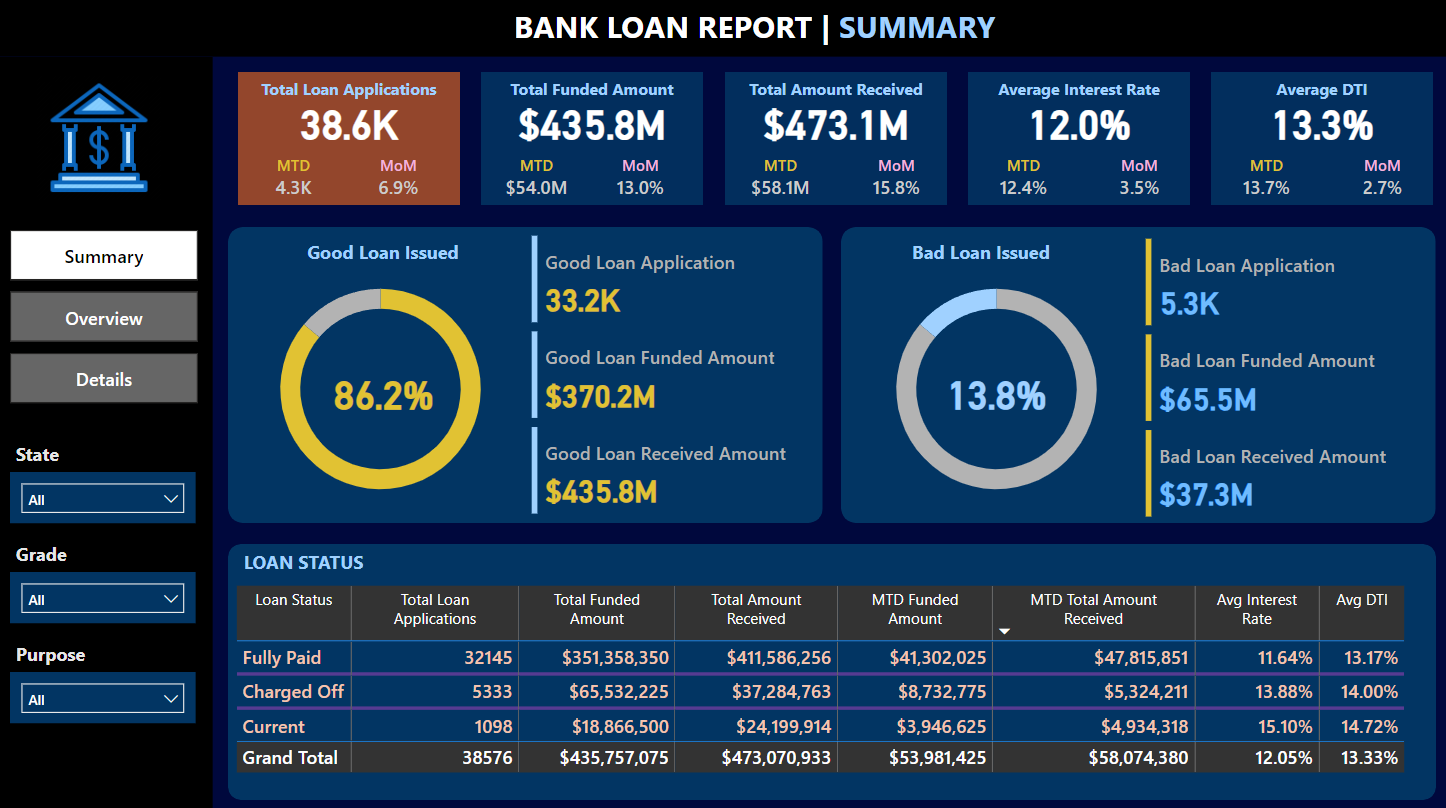 BANK LOAN REPORT | SUMMARY
$
Summary
Overview
Details
State
All
Grade
All
Purpose
All
Total Loan Applications
38.6K
MTD MoM
4.3K 6.9%
Total Funded Amount
$435.8M
MTD MoM
$54.0M 13.0%
Total Amount Received
$473.1M
MTD MoM
$58.1M 15.8%
Average Interest Rate
12.0%
MTD MoM
12.4% 3.5%
Average DTI
13.3%
MTD MoM
13.7% 2.7%
Good Loan Issued
86.2%
Good Loan Application
33.2K
Good Loan Funded Amount
$370.2M
Good Loan Received Amount
$435.8M
Bad Loan Issued
13.8%
Bad Loan Application
5.3K
Bad Loan Funded Amount
$65.5M
Bad Loan Received Amount
$37.3M
LOAN STATUS
Loan Status Total Loan Total Funded Total Amount MTD Funded MTD Total Amount Avg Interest Avg DTI
Applications Amount Received Amount Received Rate
Fully Paid 32145 $351,358,350 $411,586,256 $41,302,025 $47,815,851 11.64% 13.17%
Charged Off 5333 $65,532,225 $37,284,763 $8,732,775 $5,324,211 13.88% 14.00%
Current 1098 $18,866,500 $24,199,914 $3,946,625 $4,934,318 15.10% 14.72%
Grand Total 38576 $435,757,075 $473,070,933 $53,981,425 $58,074,380 12.05% 13.33%